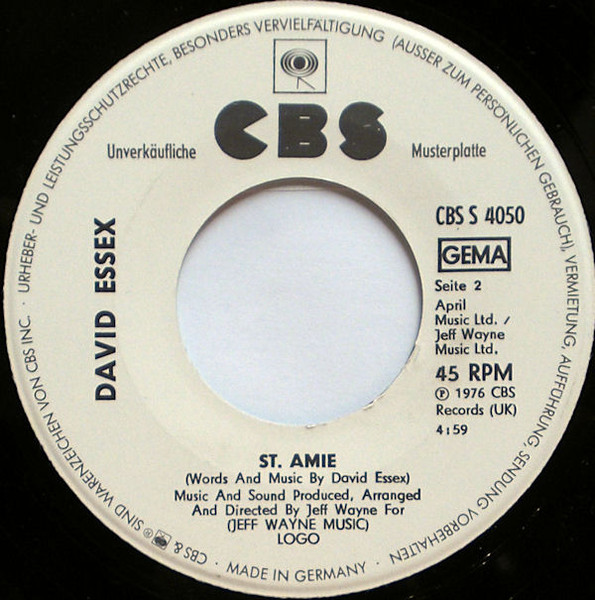 URHEBER- UND LEISTUNGSSCHUTZRECHTE, BESONDERS VERVIELFÄLTIGUNG (AUSSER ZUM PERSÖNLICHEN GEBRAUCH), VERMIETUNG, AUFFÜHRUNG, SENDUNG VORBEHALTEN
CBS
Unverkäufliche
Musterplatte
DAVID ESSEX
CBS S 4050
GEMA
Seite 2
April
Music Ltd. /
Jeff Wayne
Music Ltd.
45 RPM
℗ 1976 CBS
Records (UK)
4:59
ST. AMIE
(Words And Music By David Essex)
Music And Sound Produced, Arranged
And Directed By Jeff Wayne For
(JEFF WAYNE MUSIC)
LOGO
CBS & ® SIND WARENZEICHEN VON CBS INC. ·
· MADE IN GERMANY ·